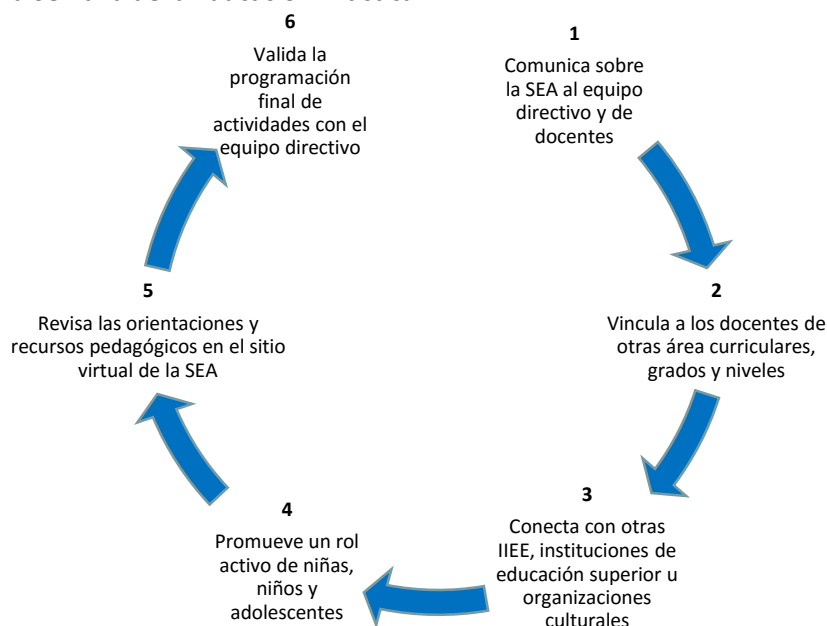 6
Valida la
programación
final de
actividades con el
equipo directivo
1
Comunica sobre
la SEA al equipo
directivo y de
docentes
2
Vincula a los docentes de
otras área curriculares,
grados y niveles
3
Conecta con otras
IIEE, instituciones de
educación superior u
organizaciones
culturales
4
Promueve un rol
activo de niñas,
niños y
adolescentes
5
Revisa las orientaciones y
recursos pedagógicos en el sitio
virtual de la SEA